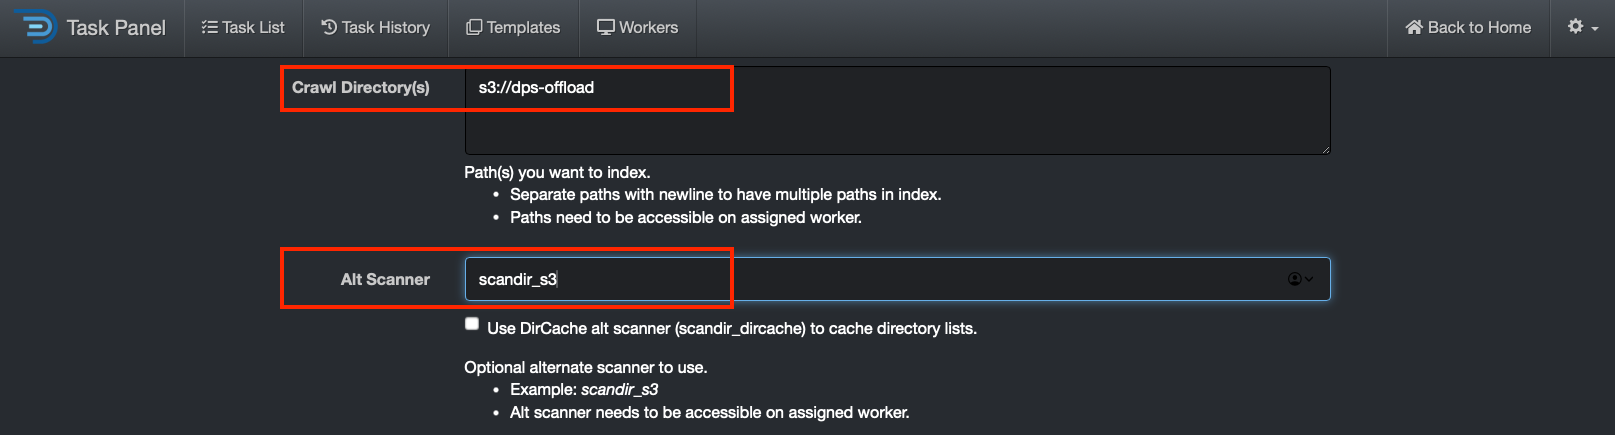 Task Panel Task List Task History Templates Workers Back to Home
Crawl Directory(s) s3://dps-offload
Path(s) you want to index.
• Separate paths with newline to have multiple paths in index.
• Paths need to be accessible on assigned worker.
Alt Scanner scandir_s3
Use DirCache alt scanner (scandir_dircache) to cache directory lists.
Optional alternate scanner to use.
• Example: scandir_s3
• Alt scanner needs to be accessible on assigned worker.